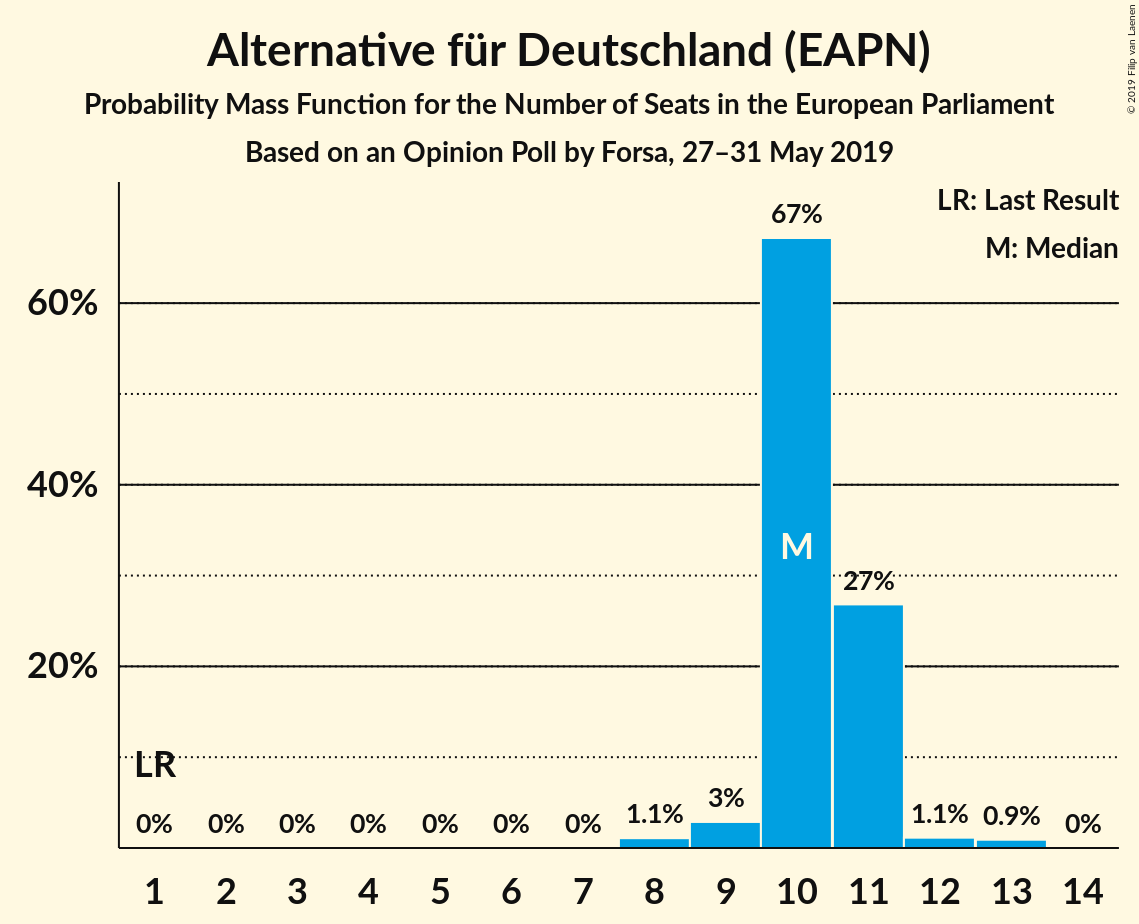 Alternative für Deutschland (EAPN)
Probability Mass Function for the Number of Seats in the European Parliament
Based on an Opinion Poll by Forsa, 27–31 May 2019
© 2019 Filip van Laenen
LR: Last Result
M: Median
60%
40%
20%
LR
M
0%
0%
0%
0%
0%
0%
0%
1.1%
3%
67%
27%
1.1%
0.9%
0%
1 2 3 4 5 6 7 8 9 10 11 12 13 14